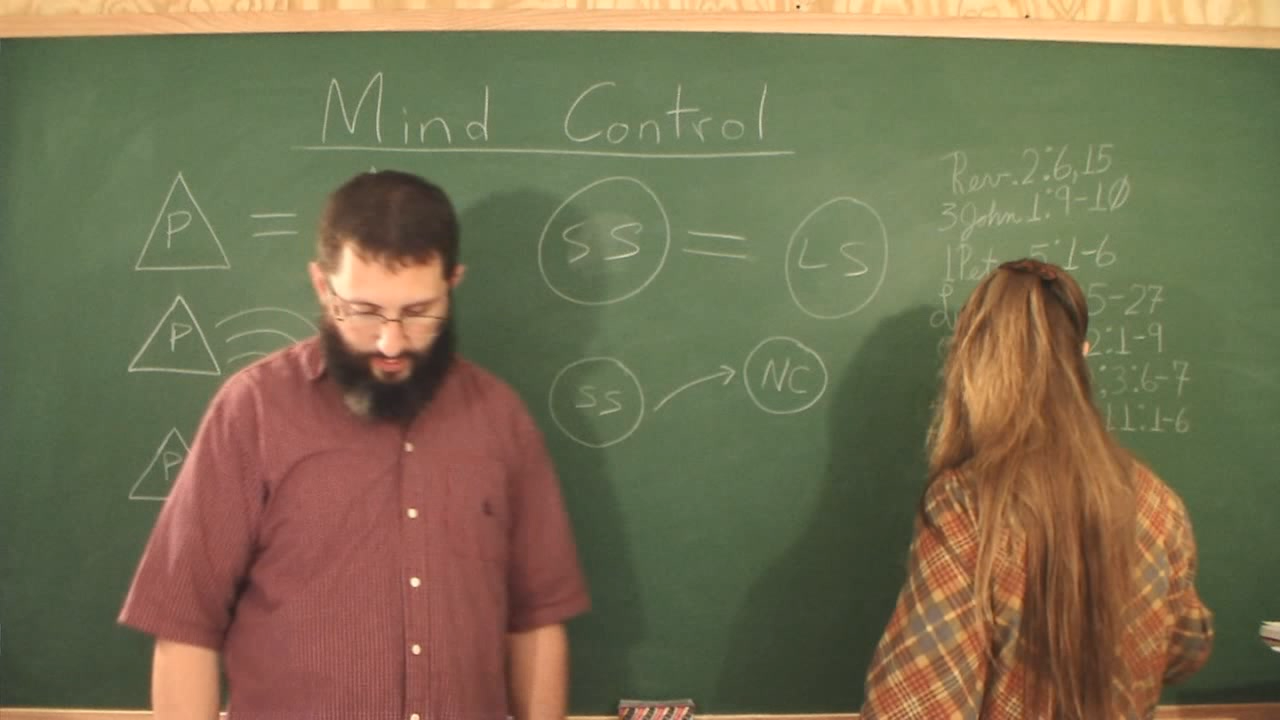 Mind Control
P =
SS = LS
P
SS → NC
P
Rev. 2:6,15
3 John 1:9-10
1 Pet. 5:1-6
5-27
2:1-9
:3:6-7
11:1-6